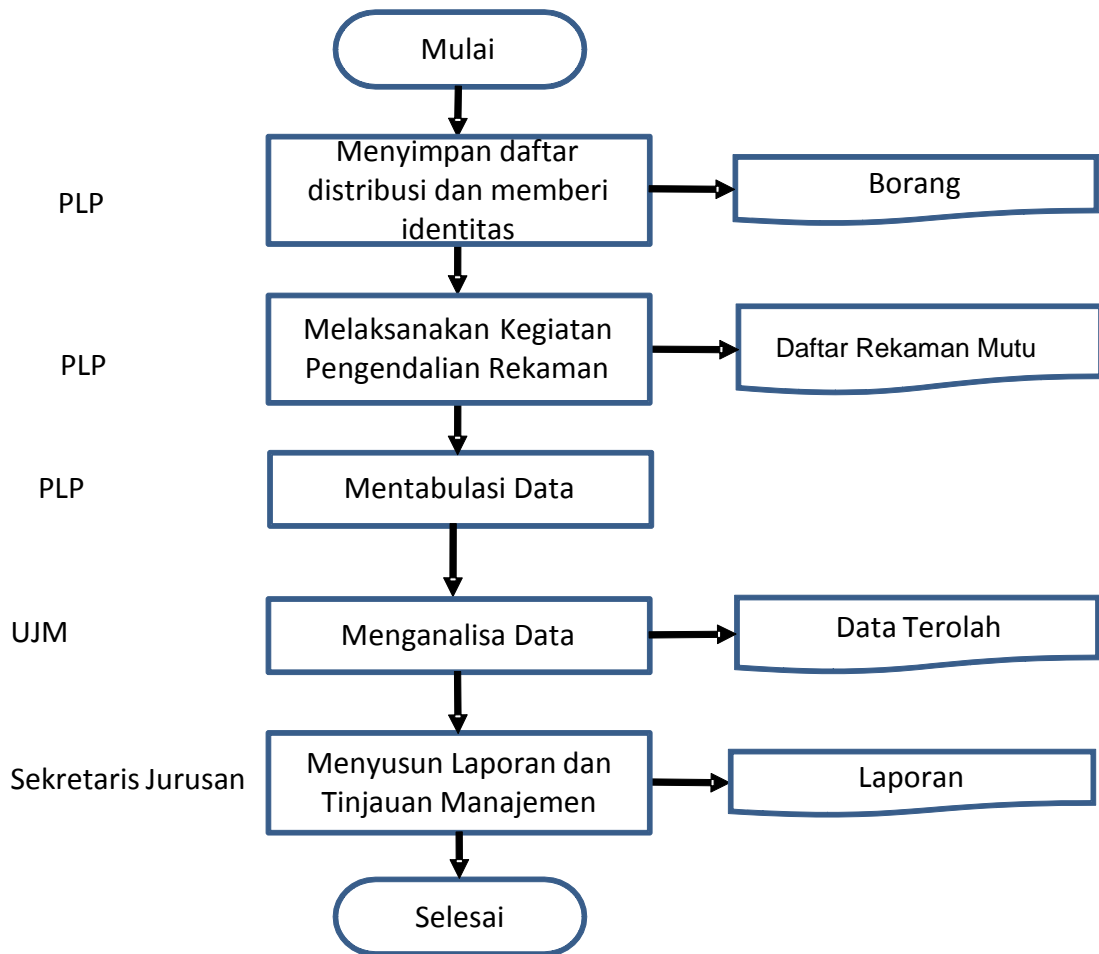 Mulai
PLP
Menyimpan daftar
distribusi dan memberi
identitas
Borang
PLP
Melaksanakan Kegiatan
Pengendalian Rekaman
Daftar Rekaman Mutu
PLP
Mentabulasi Data
UJM
Menganalisa Data
Data Terolah
Sekretaris Jurusan
Menyusun Laporan dan
Tinjauan Manajemen
Laporan
Selesai